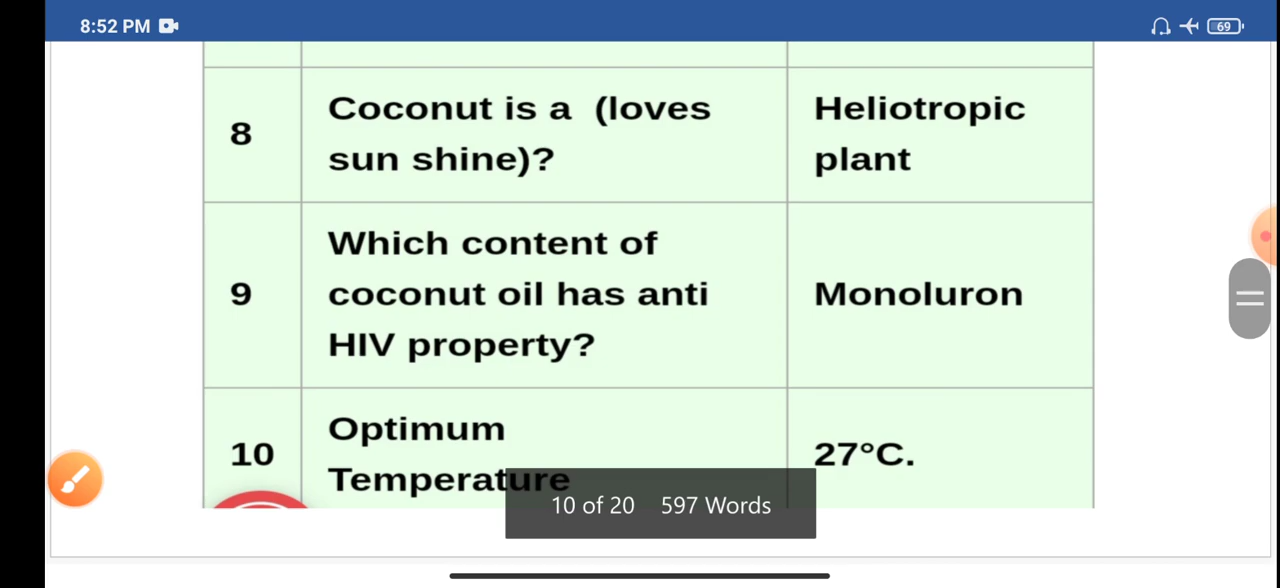 8:52 PM
69
8
Coconut is a (loves
sun shine)?
Heliotropic
plant
9
Which content of
coconut oil has anti
HIV property?
Monoluron
10
Optimum
Temperature
27°C.
10 of 20 597 Words